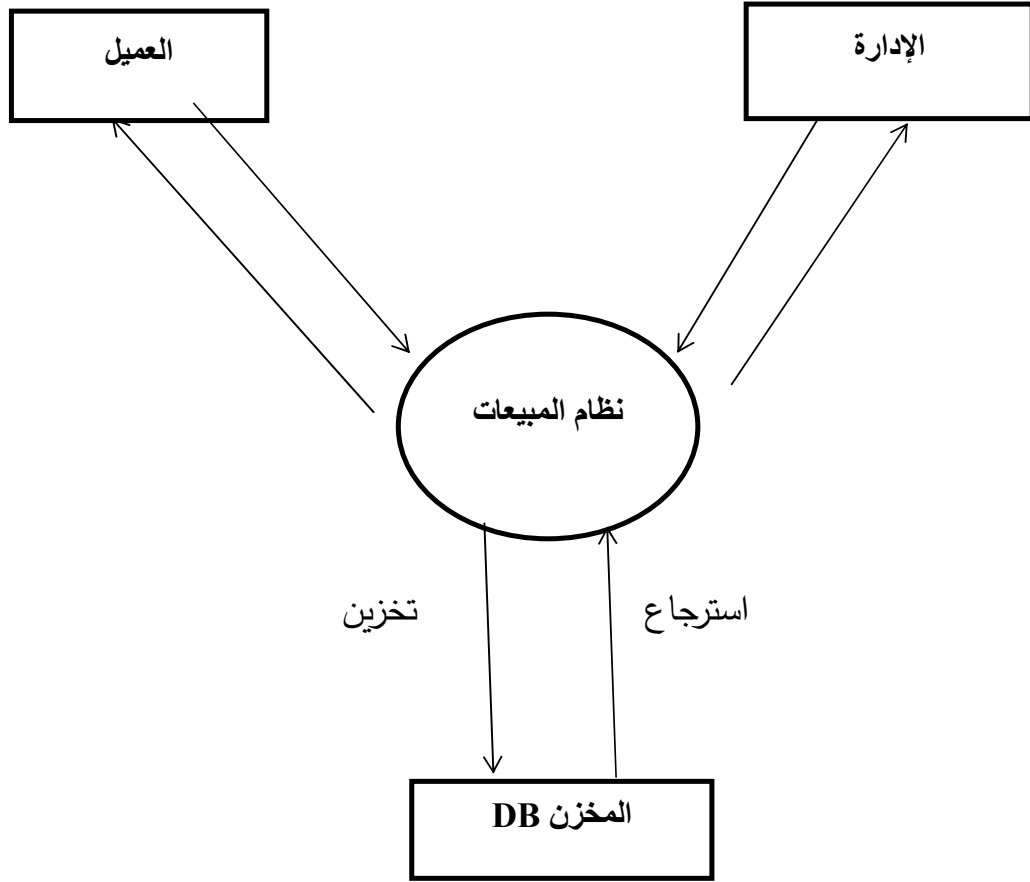 الإدارة
العميل
نظام المبيعات
استرجاع
تخزين
المخزن DB